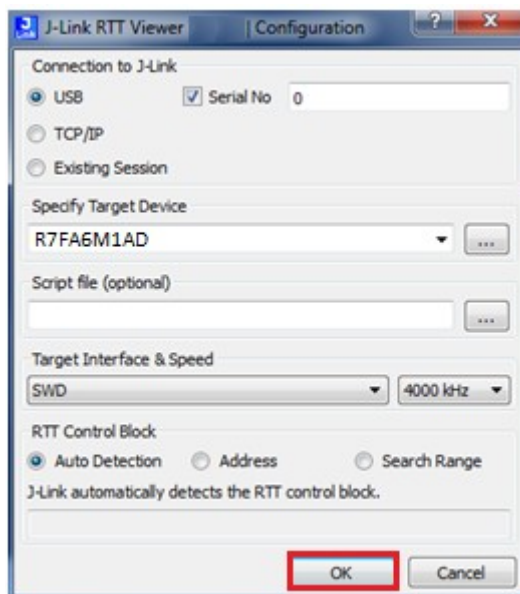 J-Link RTT Viewer | Configuration
Connection to J-Link
USB Serial No 0
TCP/IP
Existing Session
Specify Target Device
R7FA6M1AD ...
Script file (optional)
...
Target Interface & Speed
SWD 4000 kHz
RTT Control Block
Auto Detection Address Search Range
J-Link automatically detects the RTT control block.
OK Cancel